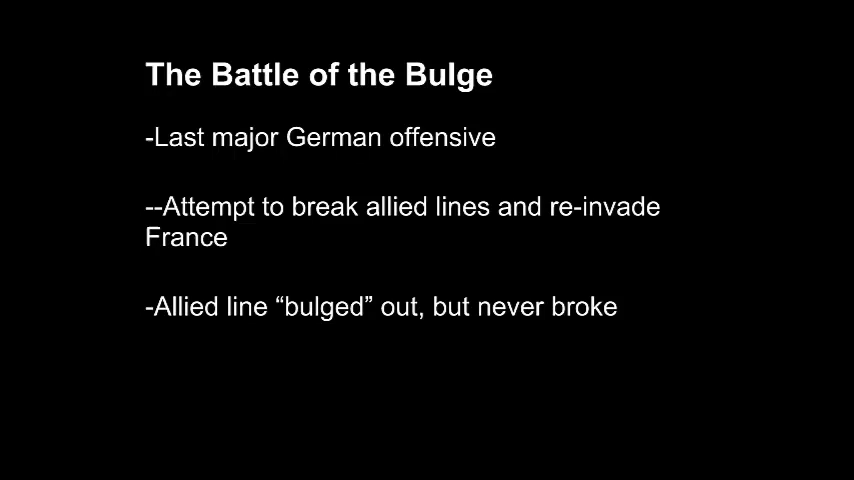 The Battle of the Bulge
-Last major German offensive
--Attempt to break allied lines and re-invade
France
-Allied line “bulged” out, but never broke